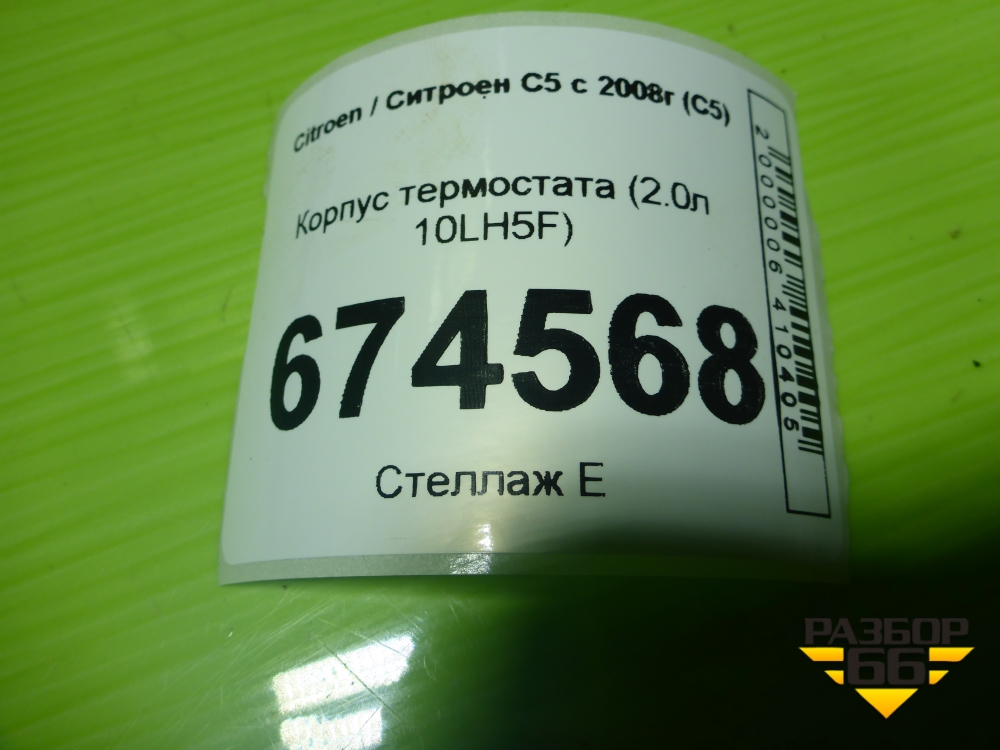 Citroen / Ситроен C5 с 2008г (C5)
Корпус термостата (2.0л
10LH5F)
674568
Стеллаж E
2000006410405
РАЗБОР
66